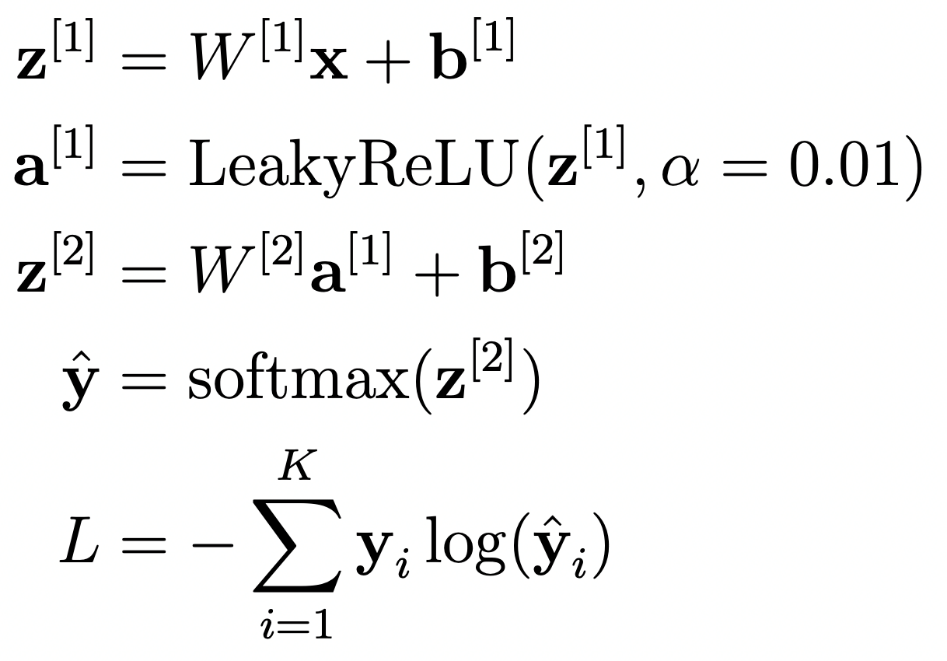 𝐳^[1] = W^[1]𝐱 + 𝐛^[1]
𝐚^[1] = LeakyReLU(𝐳^[1], α = 0.01)
𝐳^[2] = W^[2]𝐚^[1] + 𝐛^[2]
𝐲̂ = softmax(𝐳^[2])
L = − ∑_{i=1}^{K} 𝐲_i log(𝐲̂_i)